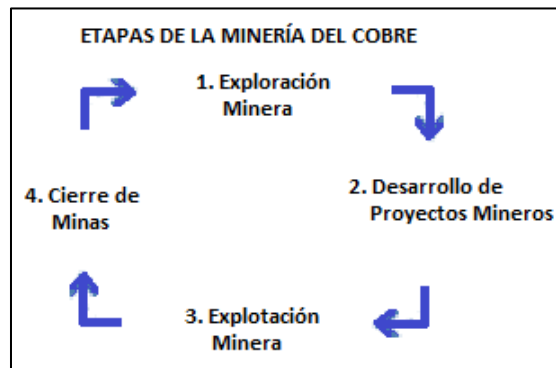 ETAPAS DE LA MINERÍA DEL COBRE
1. Exploración
Minera
2. Desarrollo de
Proyectos Mineros
3. Explotación
Minera
4. Cierre de
Minas